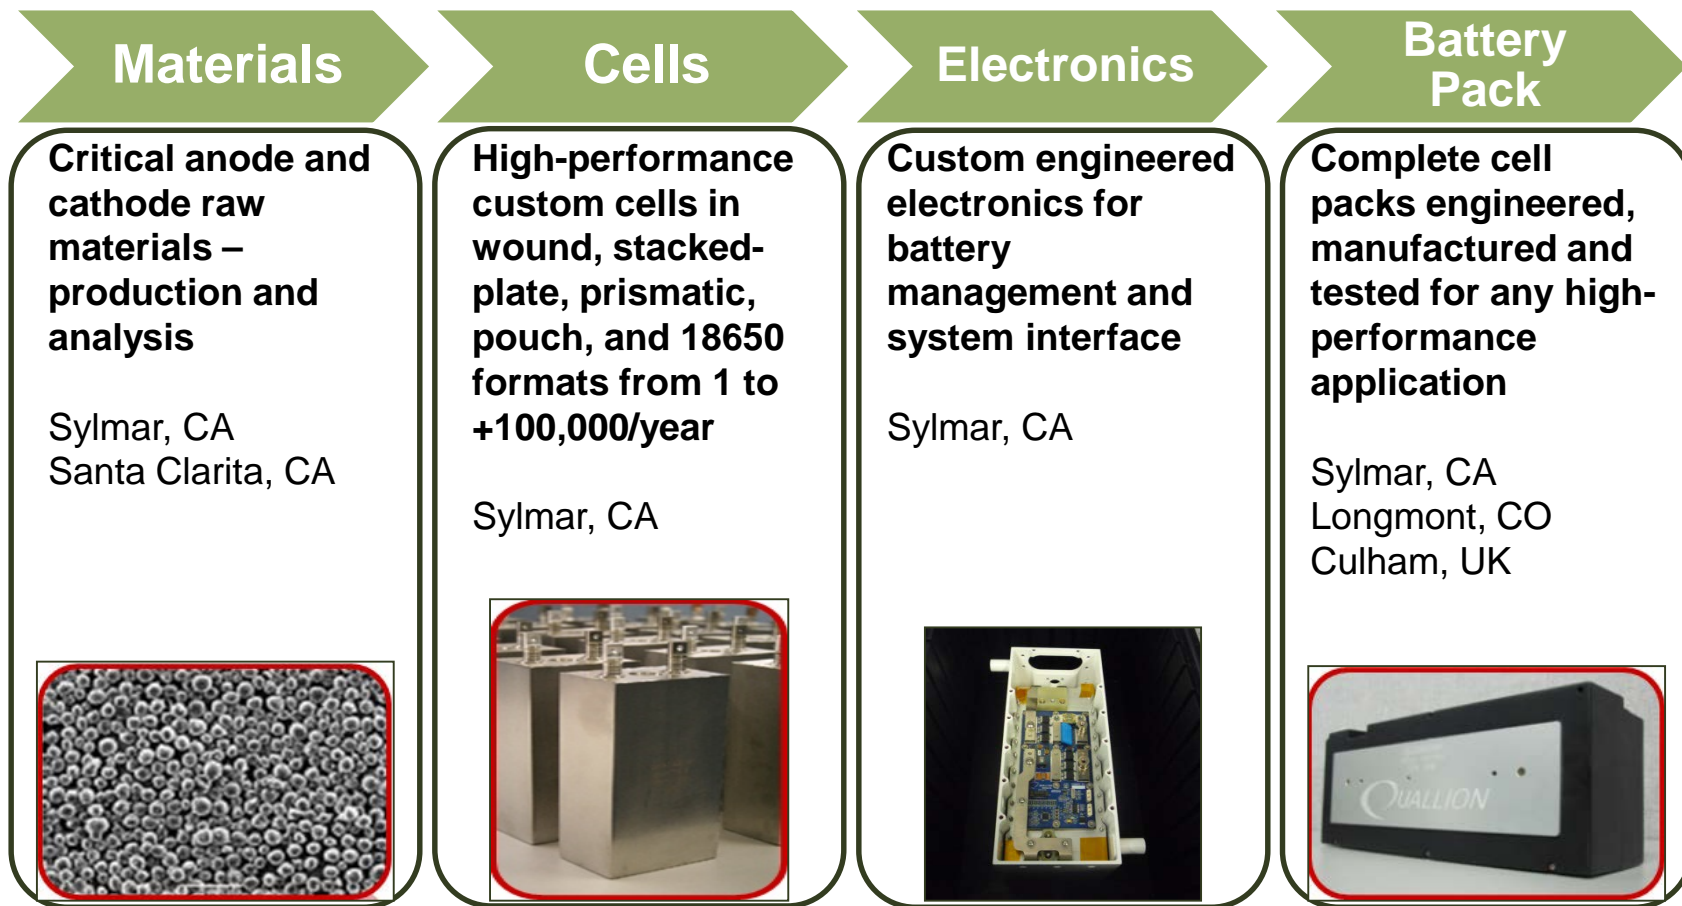 Materials
Critical anode and
cathode raw
materials –
production and
analysis
Sylmar, CA
Santa Clarita, CA
Cells
High-performance
custom cells in
wound, stacked-
plate, prismatic,
pouch, and 18650
formats from 1 to
+100,000/year
Sylmar, CA
Electronics
Custom engineered
electronics for
battery
management and
system interface
Sylmar, CA
Battery
Pack
Complete cell
packs engineered,
manufactured and
tested for any high-
performance
application
Sylmar, CA
Longmont, CO
Culham, UK
QUALLION